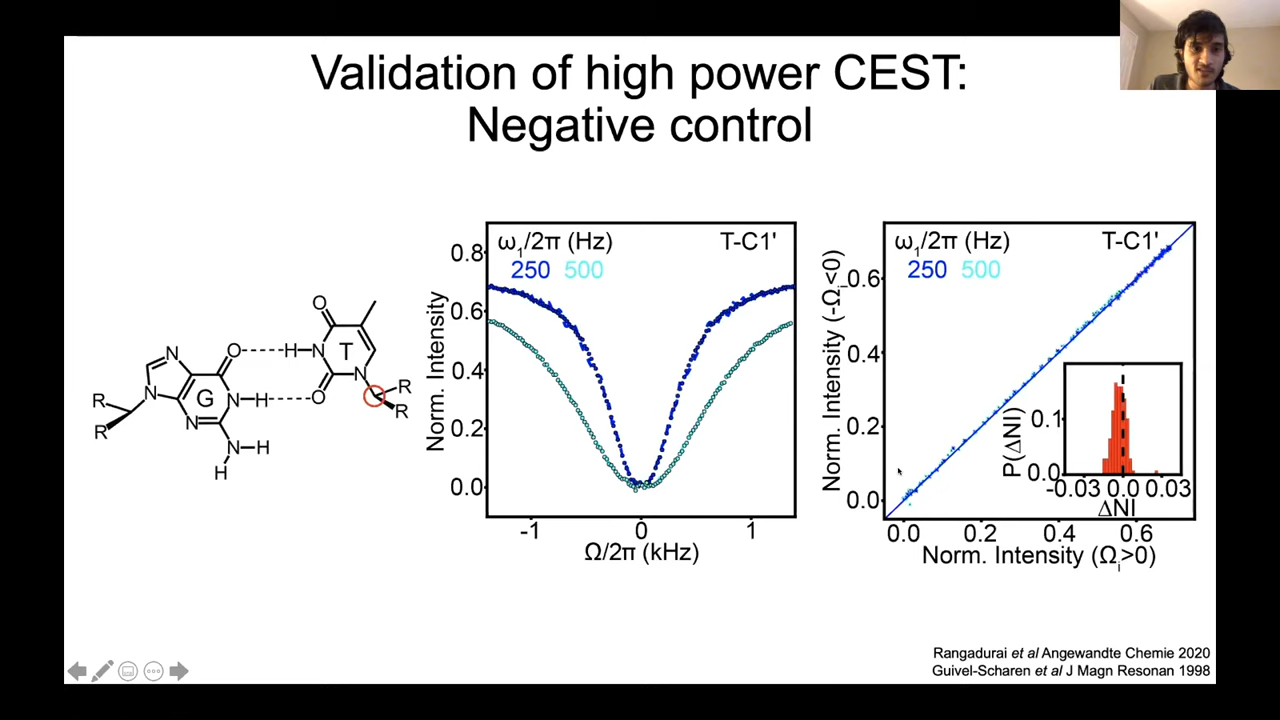 Validation of high power CEST:
Negative control
O
H
N
T
O
N
O
H
N
R
R
N
N
G
N
H
N
H
R
R
ω1/2π (Hz)
T-C1'
250 500
0.8
0.6
0.4
0.2
0.0
Norm. Intensity
-1 0 1
Ω/2π (kHz)
ω1/2π (Hz)
T-C1'
250 500
0.6
0.4
0.2
0.0
Norm. Intensity (-Ωi<0)
0.0 0.2 0.4 0.6
Norm. Intensity (Ωi>0)
P(ΔNI)
0.1
0.0
-0.03 0.0 0.03
ΔNI
Rangadurai et al Angewandte Chemie 2020
Guivel-Scharen et al J Magn Resonan 1998